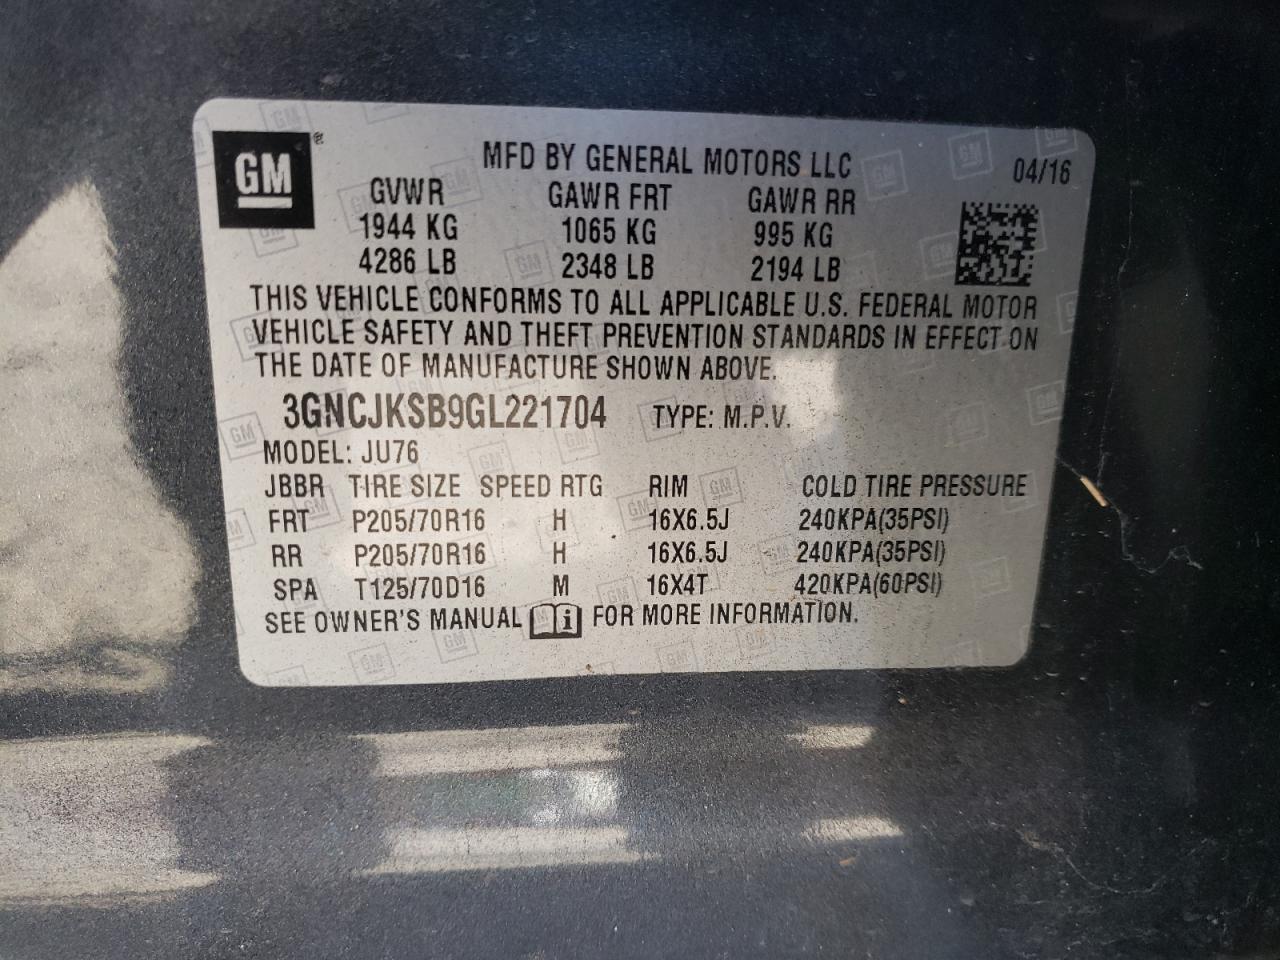 GM ®
MFD BY GENERAL MOTORS LLC 04/16
GVWR GAWR FRT GAWR RR
1944 KG 1065 KG 995 KG
4286 LB 2348 LB 2194 LB
THIS VEHICLE CONFORMS TO ALL APPLICABLE U.S. FEDERAL MOTOR
VEHICLE SAFETY AND THEFT PREVENTION STANDARDS IN EFFECT ON
THE DATE OF MANUFACTURE SHOWN ABOVE.
3GNCJKSB9GL221704 TYPE: M.P.V.
MODEL: JU76
JBBR TIRE SIZE SPEED RTG RIM COLD TIRE PRESSURE
FRT P205/70R16 H 16X6.5J 240KPA(35PSI)
RR P205/70R16 H 16X6.5J 240KPA(35PSI)
SPA T125/70D16 M 16X4T 420KPA(60PSI)
SEE OWNER'S MANUAL i FOR MORE INFORMATION.